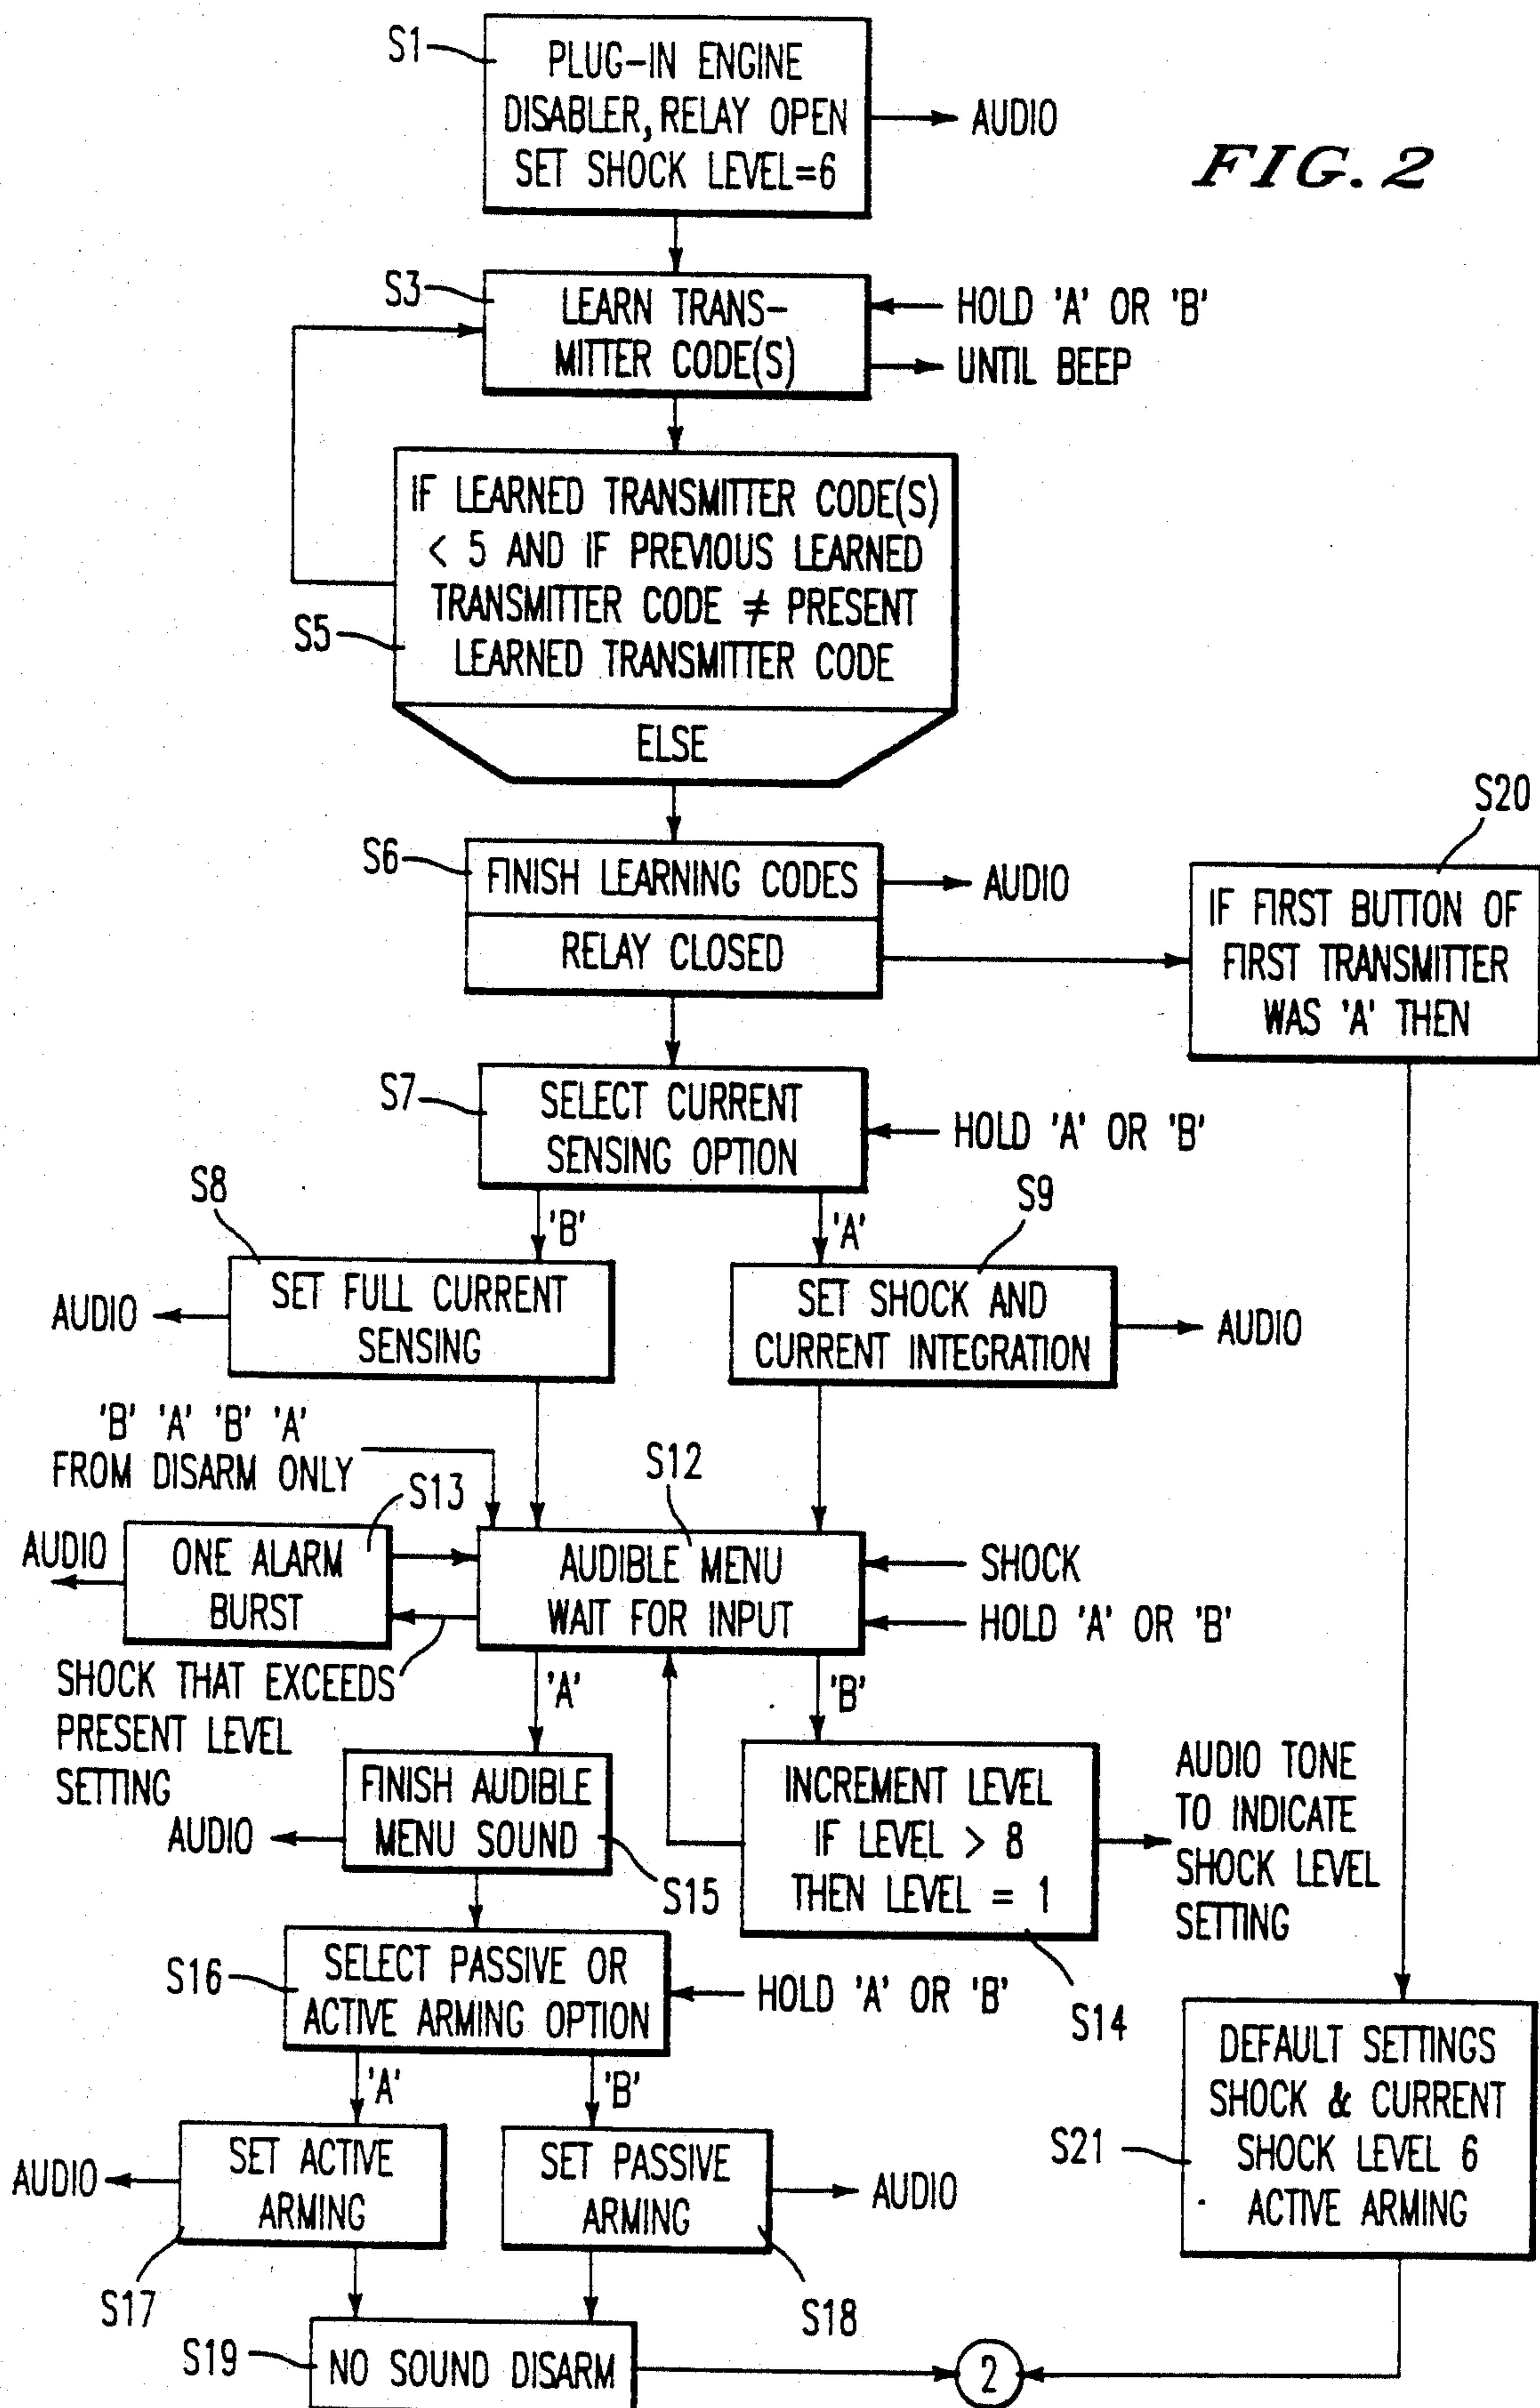 S1
PLUG-IN ENGINE
DISABLER, RELAY OPEN
SET SHOCK LEVEL=6
AUDIO
FIG. 2
S3
LEARN TRANS-
MITTER CODE(S)
HOLD 'A' OR 'B'
UNTIL BEEP
IF LEARNED TRANSMITTER CODE(S)
< 5 AND IF PREVIOUS LEARNED
TRANSMITTER CODE ≠ PRESENT
LEARNED TRANSMITTER CODE
S5
ELSE
S6
FINISH LEARNING CODES
AUDIO
RELAY CLOSED
S20
IF FIRST BUTTON OF
FIRST TRANSMITTER
WAS 'A' THEN
S7
SELECT CURRENT
SENSING OPTION
HOLD 'A' OR 'B'
S8
'B'
'A'
S9
AUDIO
SET FULL CURRENT
SENSING
SET SHOCK AND
CURRENT INTEGRATION
AUDIO
'B' 'A' 'B' 'A'
FROM DISARM ONLY
S13
S12
AUDIO
ONE ALARM
BURST
AUDIBLE MENU
WAIT FOR INPUT
SHOCK
HOLD 'A' OR 'B'
SHOCK THAT EXCEEDS
PRESENT LEVEL
SETTING
'A'
'B'
FINISH AUDIBLE
MENU SOUND
AUDIO
S15
INCREMENT LEVEL
IF LEVEL > 8
THEN LEVEL = 1
AUDIO TONE
TO INDICATE
SHOCK LEVEL
SETTING
S14
S16
SELECT PASSIVE OR
ACTIVE ARMING OPTION
HOLD 'A' OR 'B'
'A'
'B'
AUDIO
SET ACTIVE
ARMING
S17
SET PASSIVE
ARMING
AUDIO
S18
S21
DEFAULT SETTINGS
SHOCK & CURRENT
SHOCK LEVEL 6
ACTIVE ARMING
S19
NO SOUND DISARM
2